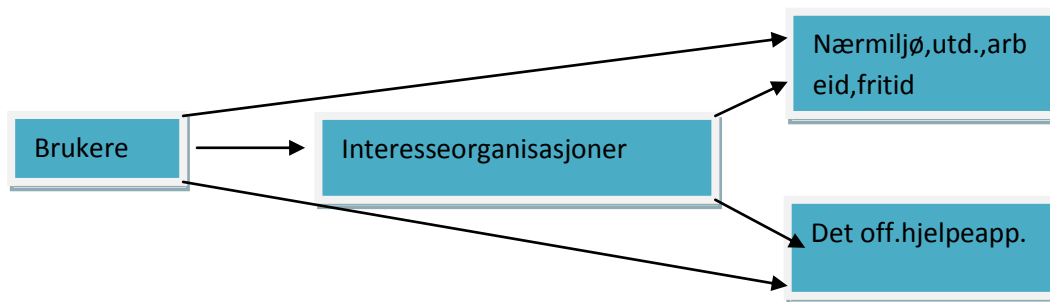 Nærmiljø,utd.,arb
eid,fritid
Brukere
Interesseorganisasjoner
Det off.hjelpeapp.